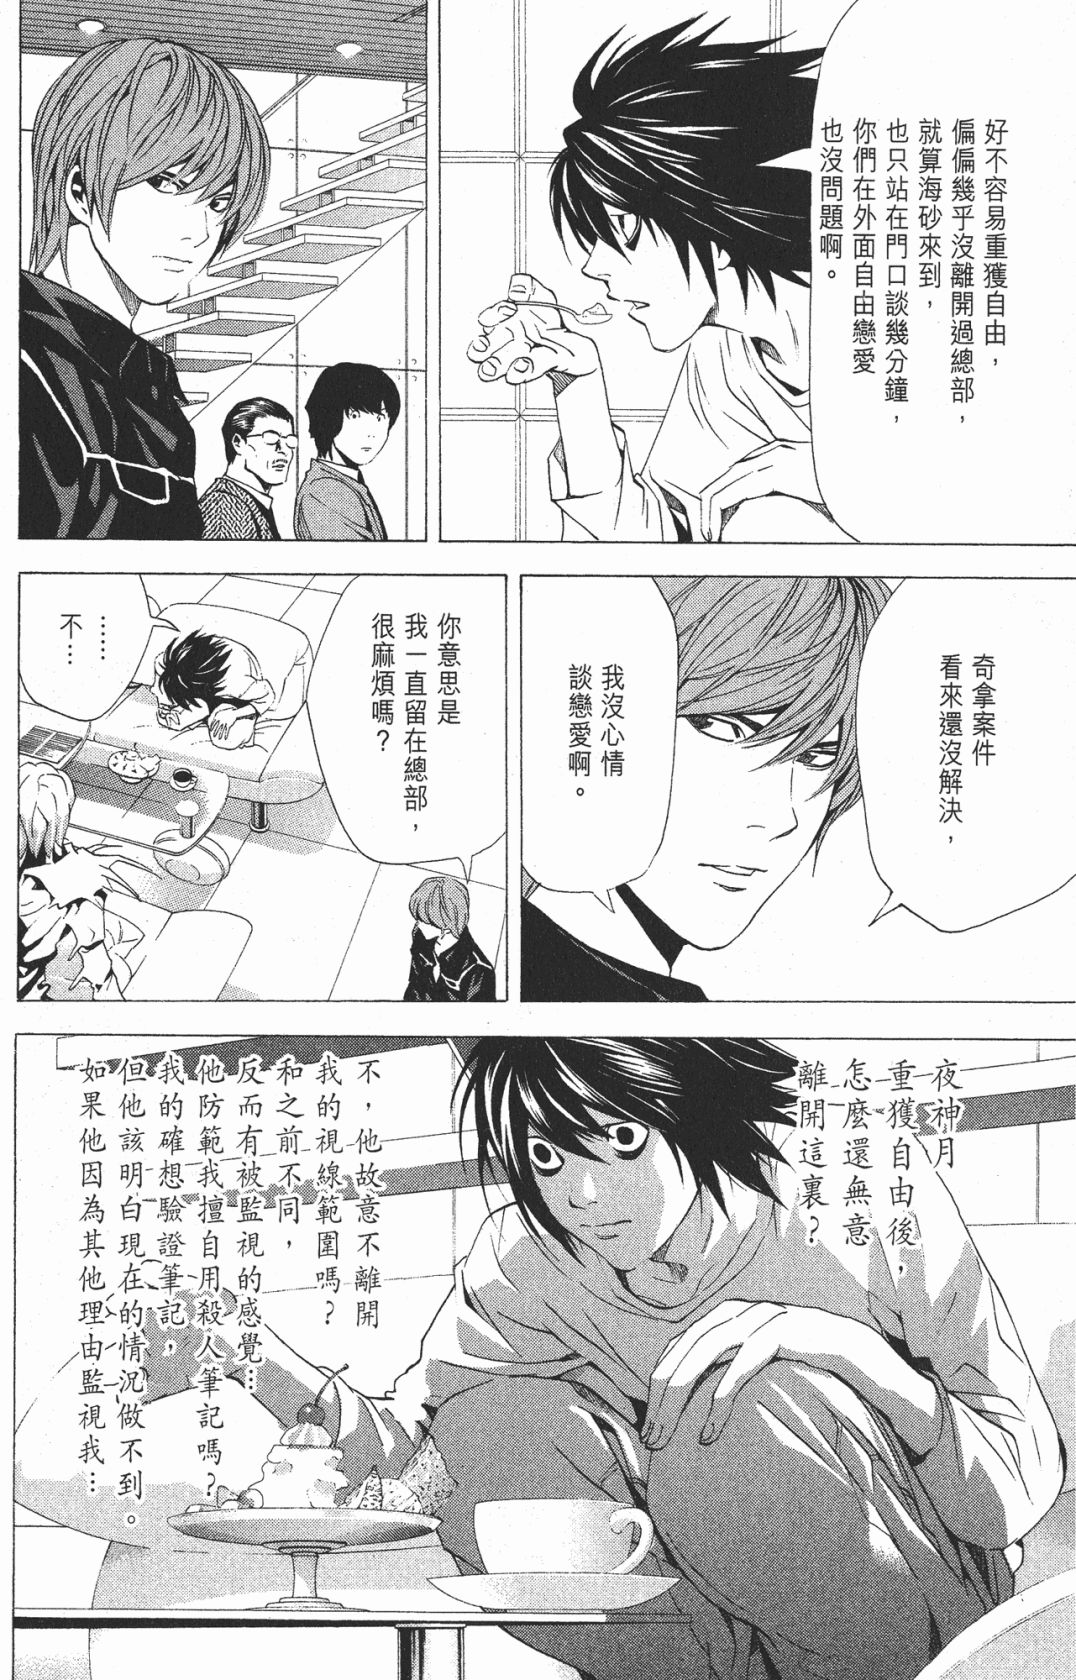 好不容易重獲自由，
偏偏幾乎沒離開過總部，
就算海砂來到，
也只站在門口談幾分鐘，
你們在外面自由戀愛
也沒問題啊。
奇拿案件
看來還沒解決，
我沒心情
談戀愛啊。
你意思是
我一直留在總部，
很麻煩嗎？
……
不…
夜神月
重獲自由後，
怎麼還無意
離開這裏？
不，他故意不離開
我的視線範圍嗎？
和之前不同，
反而有被監視的感覺…
他防範我擅自用殺人筆記嗎？
我的確想驗證筆記，
但他該明白現在的情況做不到。
如果他因為其他理由監視我…